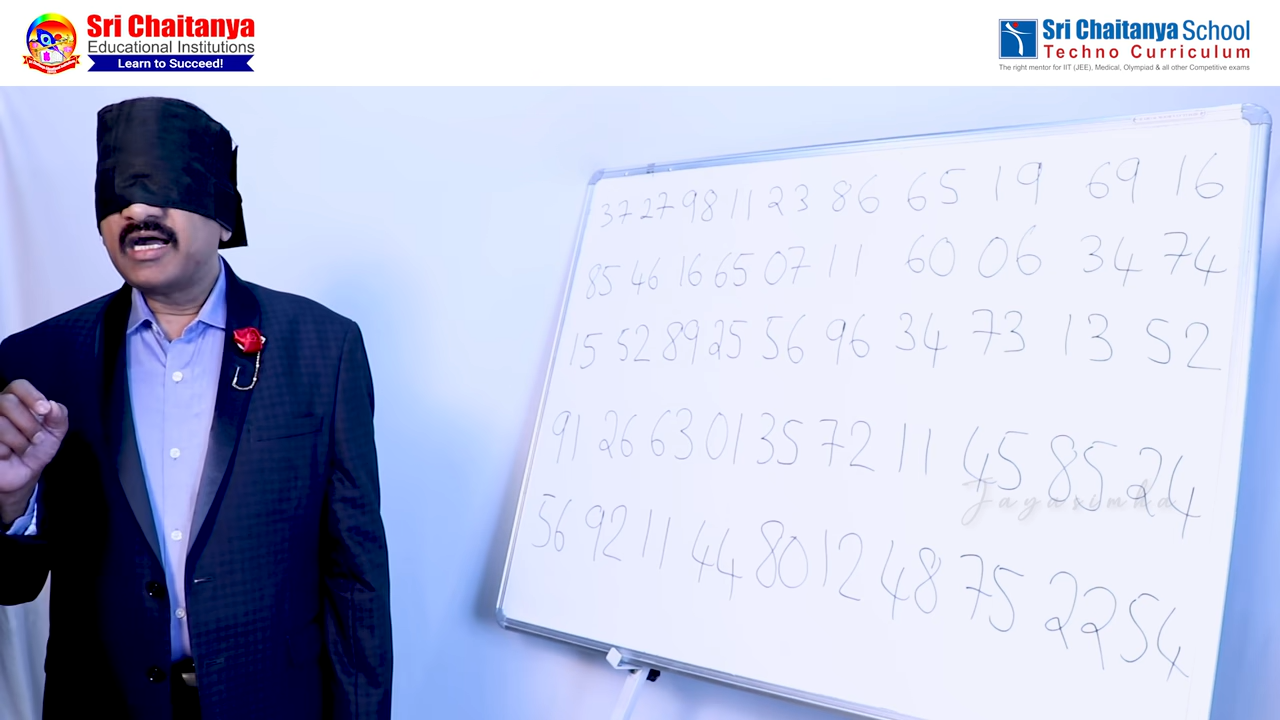 Sri Chaitanya
Educational Institutions
Learn to Succeed!
Sri Chaitanya School
Techno Curriculum
The right mentor for IIT (JEE), Medical, Olympiad & all other Competitive exams
37 27 98 11 23 86 65 19 69 16
85 46 16 65 07 1 60 06 34 74
15 52 89 25 56 96 34 73 13 52
91 26 63 01 35 72 11 45 85 24
Jayasimha
56 92 11 44 80 12 48 75 22 54